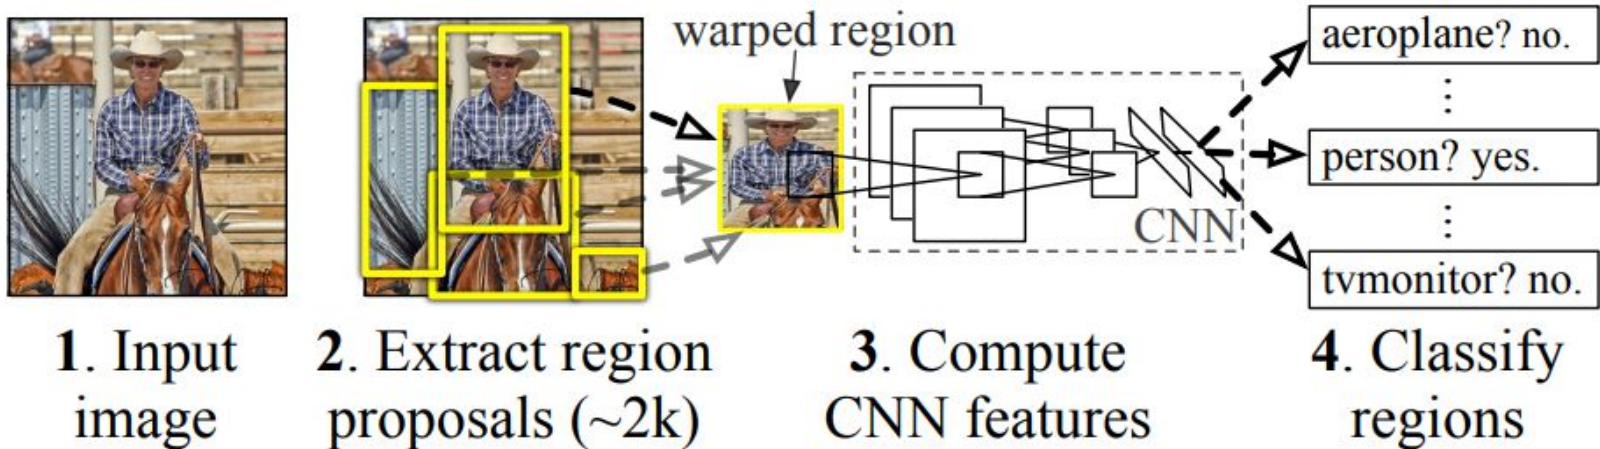 warped region
aeroplane? no.
person? yes.
CNN
tvmonitor? no.
1. Input
image
2. Extract region
proposals (~2k)
3. Compute
CNN features
4. Classify
regions